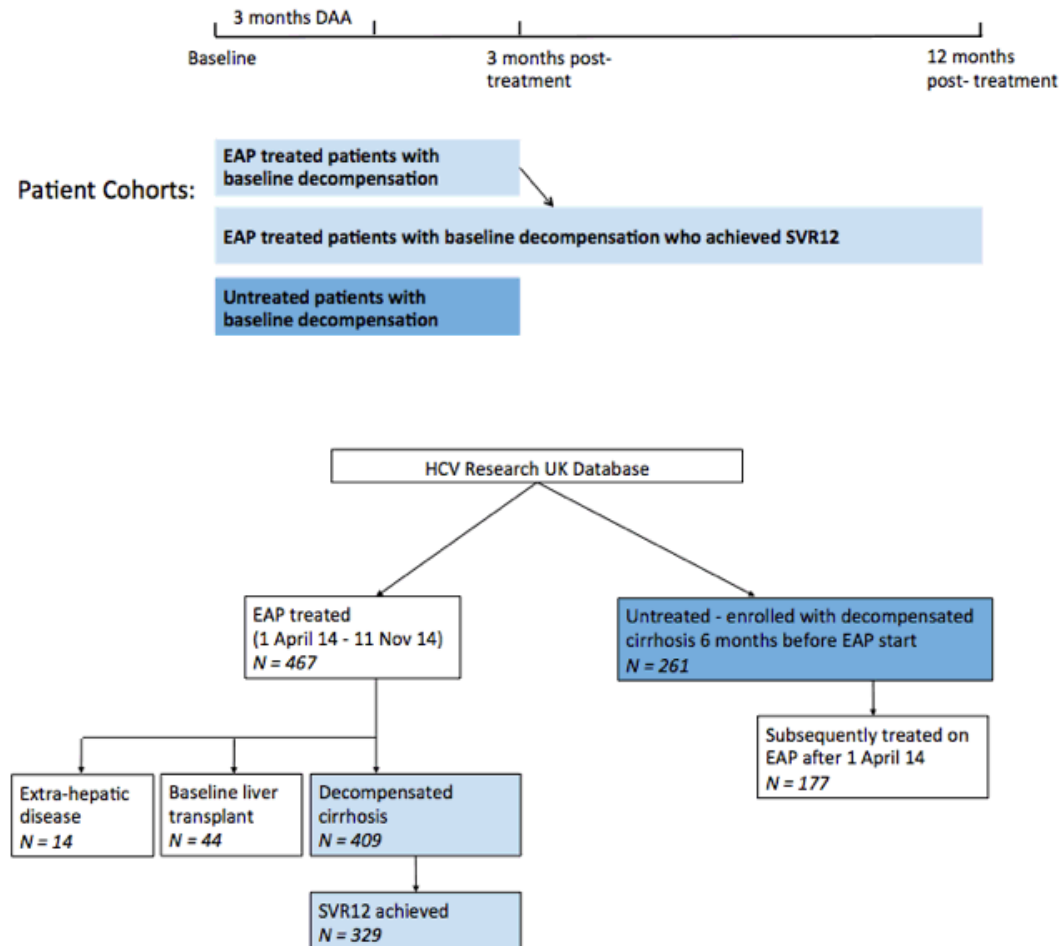 3 months DAA
Baseline
3 months post-
treatment
12 months
post- treatment
Patient Cohorts:
EAP treated patients with
baseline decompensation
EAP treated patients with baseline decompensation who achieved SVR12
Untreated patients with
baseline decompensation
HCV Research UK Database
EAP treated
(1 April 14 - 11 Nov 14)
N = 467
Untreated - enrolled with decompensated
cirrhosis 6 months before EAP start
N = 261
Subsequently treated on
EAP after 1 April 14
N = 177
Extra-hepatic
disease
N = 14
Baseline liver
transplant
N = 44
Decompensated
cirrhosis
N = 409
SVR12 achieved
N = 329